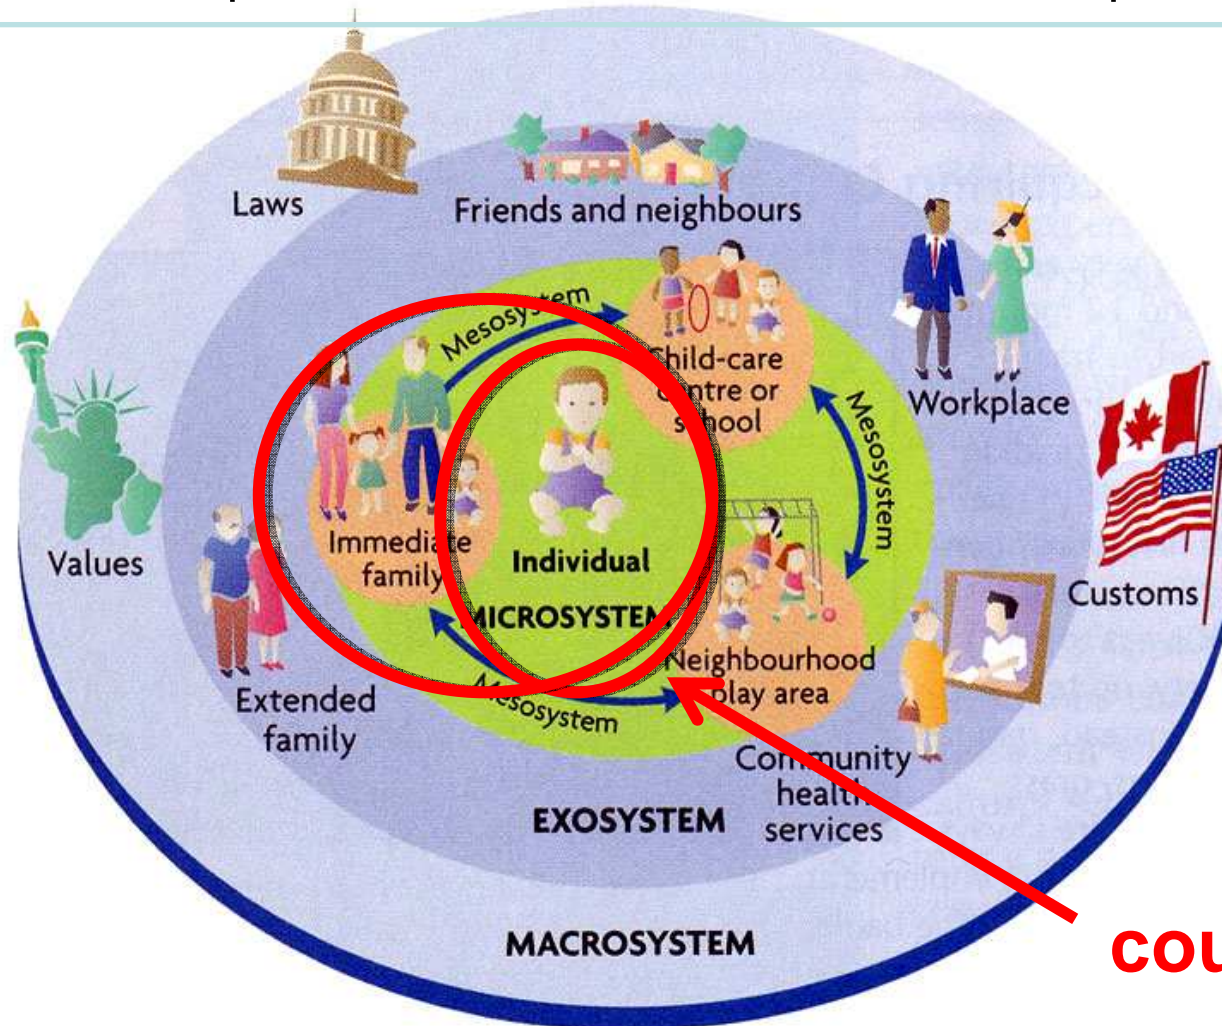 Laws
Friends and neighbours
Mesosystem
Child-care
centre or
school
Workplace
Mesosystem
Values
Immediate
family
Individual
Customs
MICROSYSTEM
Neighbourhood
play area
Mesosystem
Extended
family
Community
health
services
EXOSYSTEM
MACROSYSTEM
cou